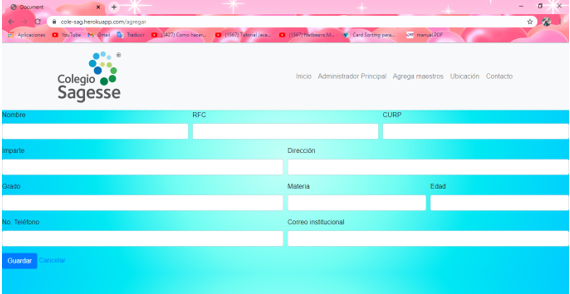 Document
cole-sag.herokuapp.com/agregar
Aplicaciones YouTube Gmail Traducir (1427) Como hacer... (1567) Tutorial Java... (1567) Netbeans M... Card Sorting para... manual.PDF
Colegio
Sagesse
Inicio Administrador Principal Agrega maestros Ubicación Contacto
Nombre RFC CURP
Imparte Dirección
Grado Materia Edad
No. Teléfono Correo institucional
Guardar Cancelar